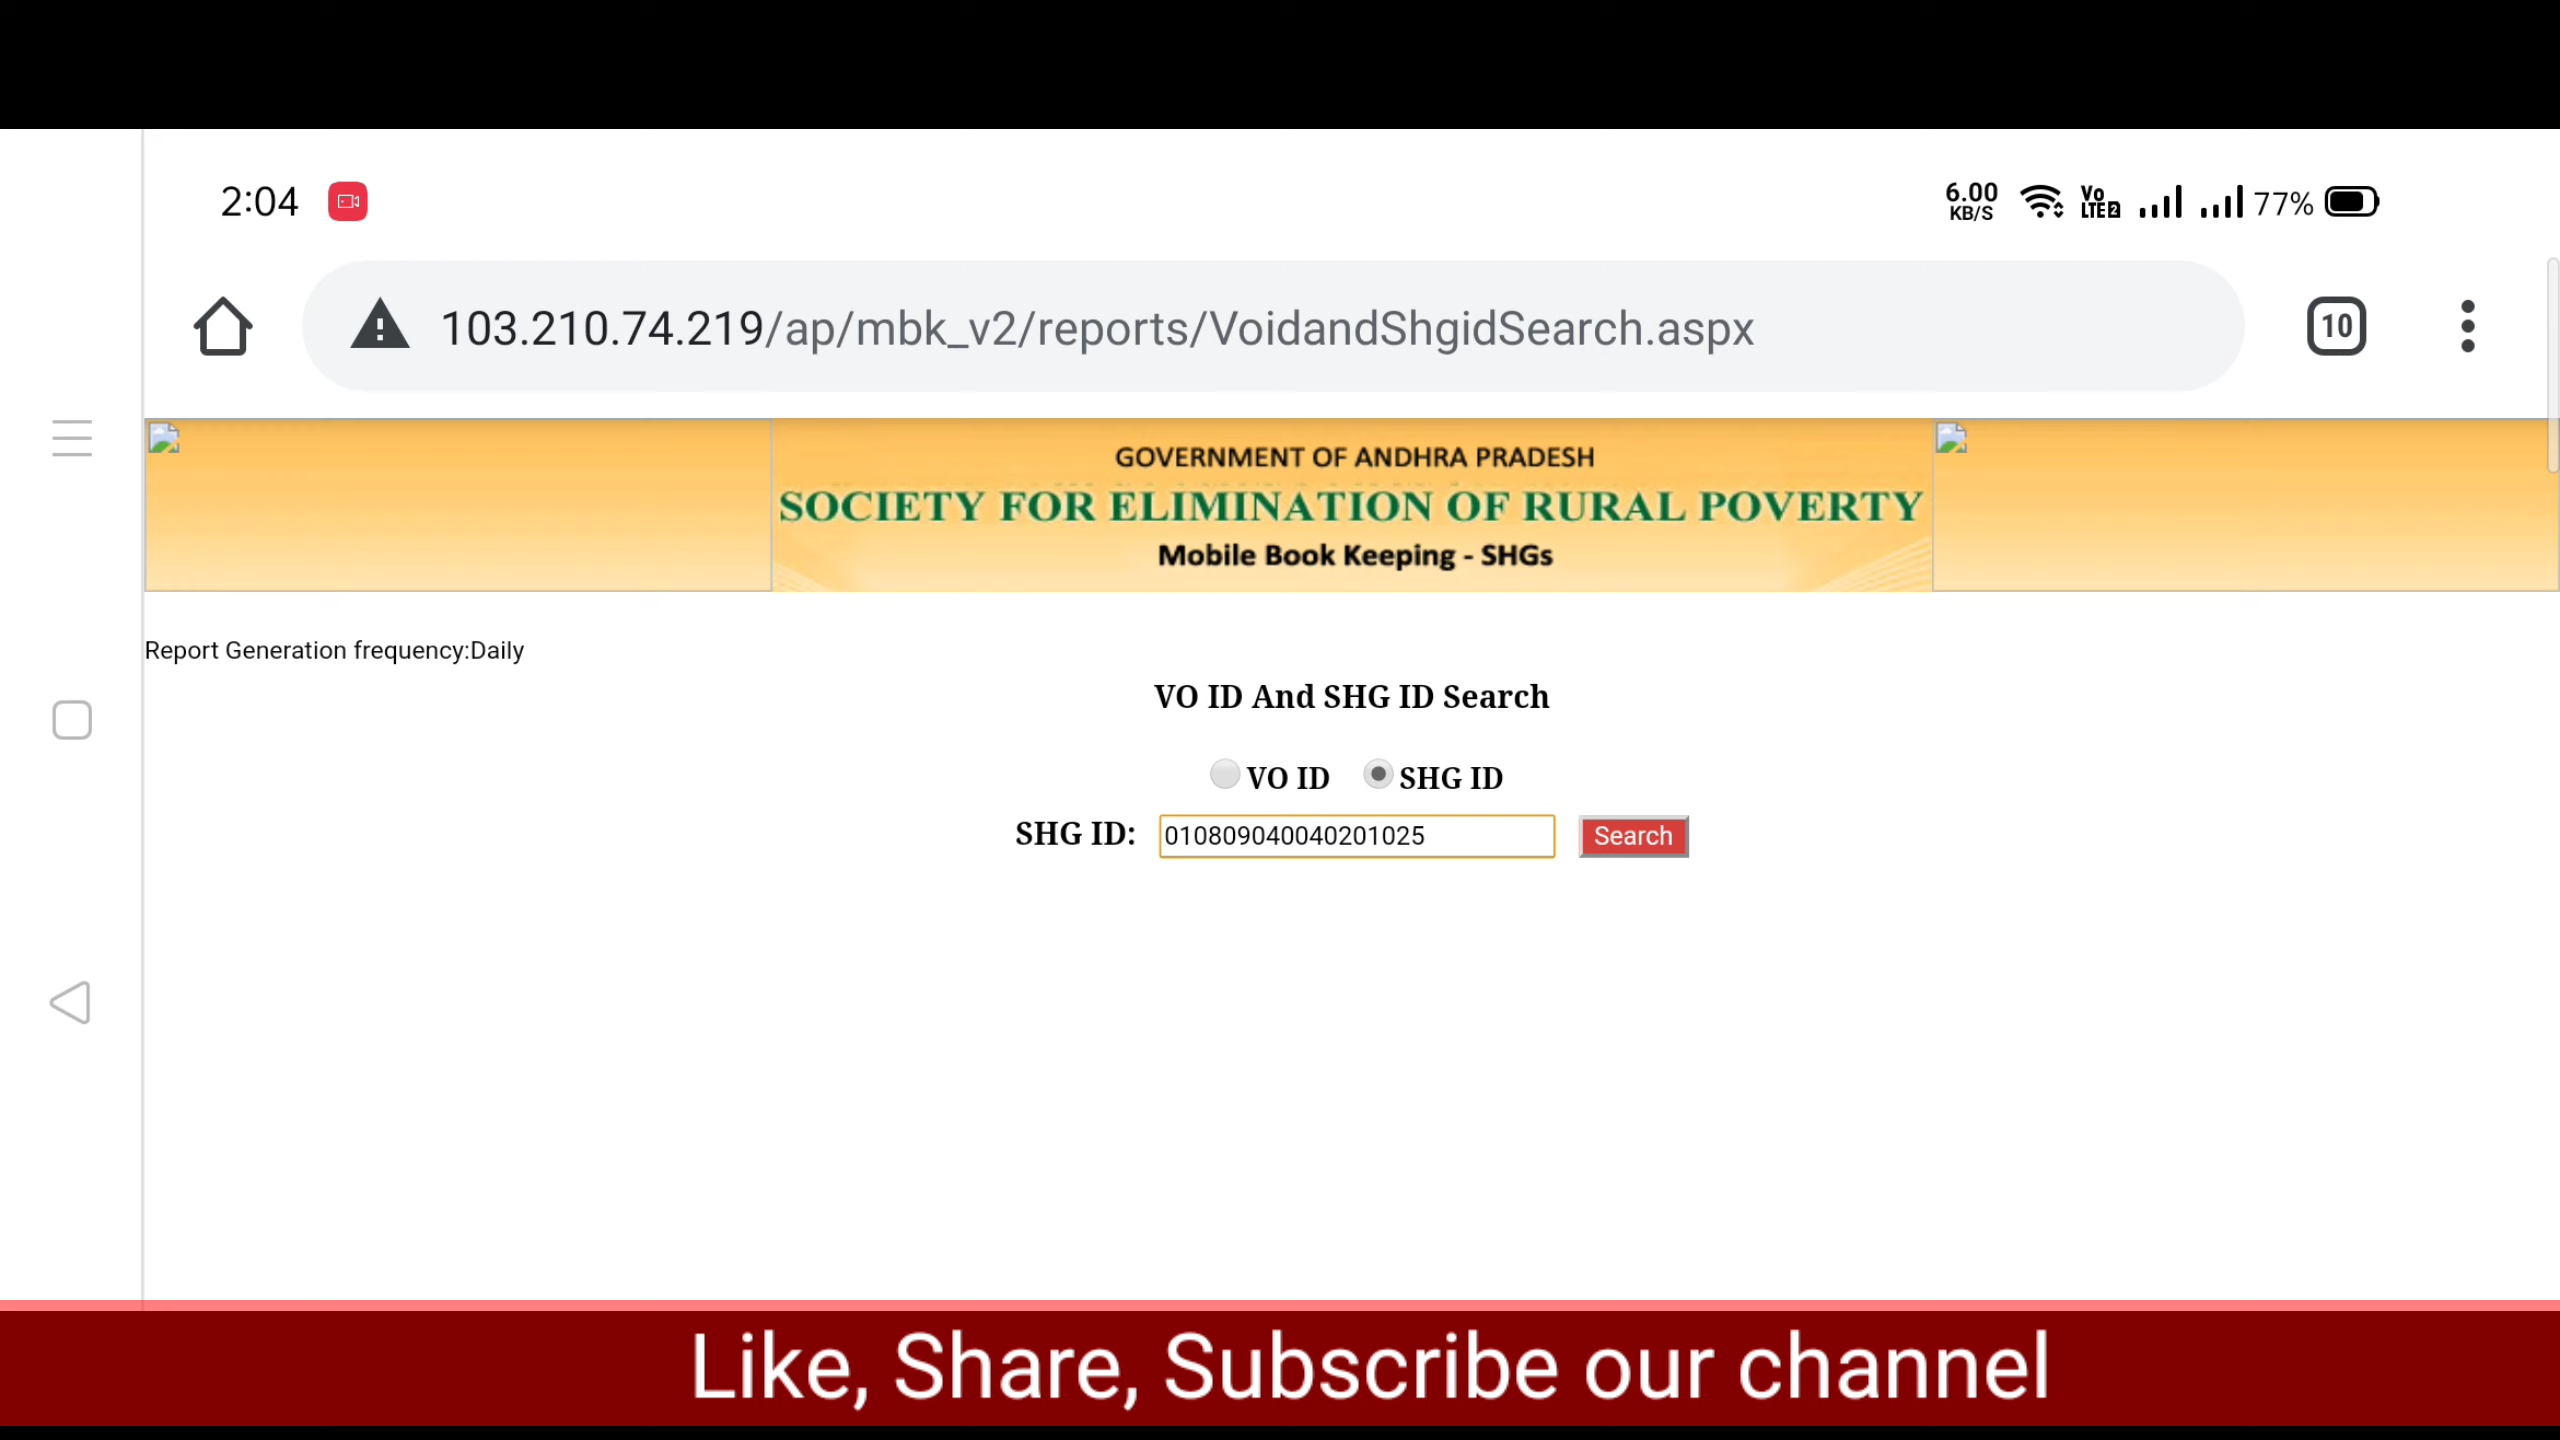 2:04
6.00
KB/S
Vo
LTE2
77%
103.210.74.219/ap/mbk_v2/reports/VoidandShgidSearch.aspx
10
GOVERNMENT OF ANDHRA PRADESH
SOCIETY FOR ELIMINATION OF RURAL POVERTY
Mobile Book Keeping - SHGs
Report Generation frequency:Daily
VO ID And SHG ID Search
VO ID SHG ID
SHG ID: 010809040040201025 Search
Like, Share, Subscribe our channel